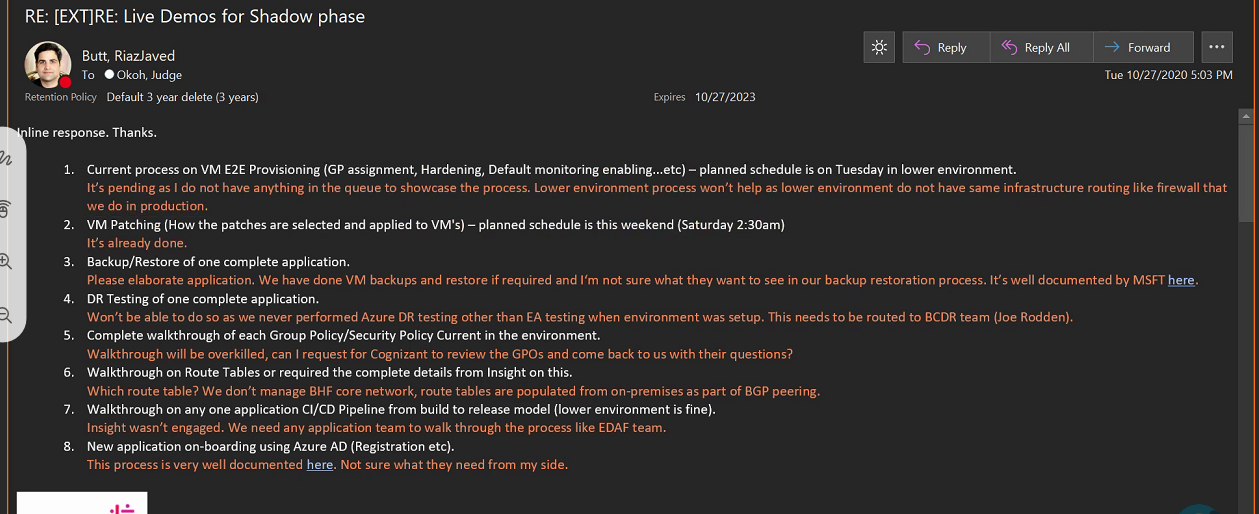 RE: [EXT]RE: Live Demos for Shadow phase
Butt, RiazJaved
To Okoh, Judge
Reply
Reply All
Forward
Tue 10/27/2020 5:03 PM
Retention Policy Default 3 year delete (3 years)
Expires 10/27/2023
Inline response. Thanks.
1. Current process on VM E2E Provisioning (GP assignment, Hardening, Default monitoring enabling...etc) – planned schedule is on Tuesday in lower environment.
It's pending as I do not have anything in the queue to showcase the process. Lower environment process won't help as lower environment do not have same infrastructure routing like firewall that
we do in production.
2. VM Patching (How the patches are selected and applied to VM's) – planned schedule is this weekend (Saturday 2:30am)
It's already done.
3. Backup/Restore of one complete application.
Please elaborate application. We have done VM backups and restore if required and I'm not sure what they want to see in our backup restoration process. It's well documented by MSFT here.
4. DR Testing of one complete application.
Won't be able to do so as we never performed Azure DR testing other than EA testing when environment was setup. This needs to be routed to BCDR team (Joe Rodden).
5. Complete walkthrough of each Group Policy/Security Policy Current in the environment.
Walkthrough will be overkilled, can I request for Cognizant to review the GPOs and come back to us with their questions?
6. Walkthrough on Route Tables or required the complete details from Insight on this.
Which route table? We don't manage BHF core network, route tables are populated from on-premises as part of BGP peering.
7. Walkthrough on any one application CI/CD Pipeline from build to release model (lower environment is fine).
Insight wasn't engaged. We need any application team to walk through the process like EDAF team.
8. New application on-boarding using Azure AD (Registration etc).
This process is very well documented here. Not sure what they need from my side.